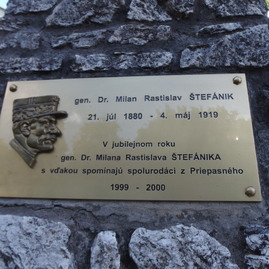 gen. Dr. Milan Rastislav ŠTEFÁNIK
21. júl 1880 - 4. máj 1919
V jubilejnom roku
gen. Dr. Milana Rastislava ŠTEFÁNIKA
s vďakou spomínajú spolurodáci z Priepasného
1999 - 2000